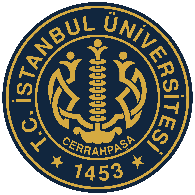 T.C. İSTANBUL ÜNİVERSİTESİ
CERRAHPAŞA
1453